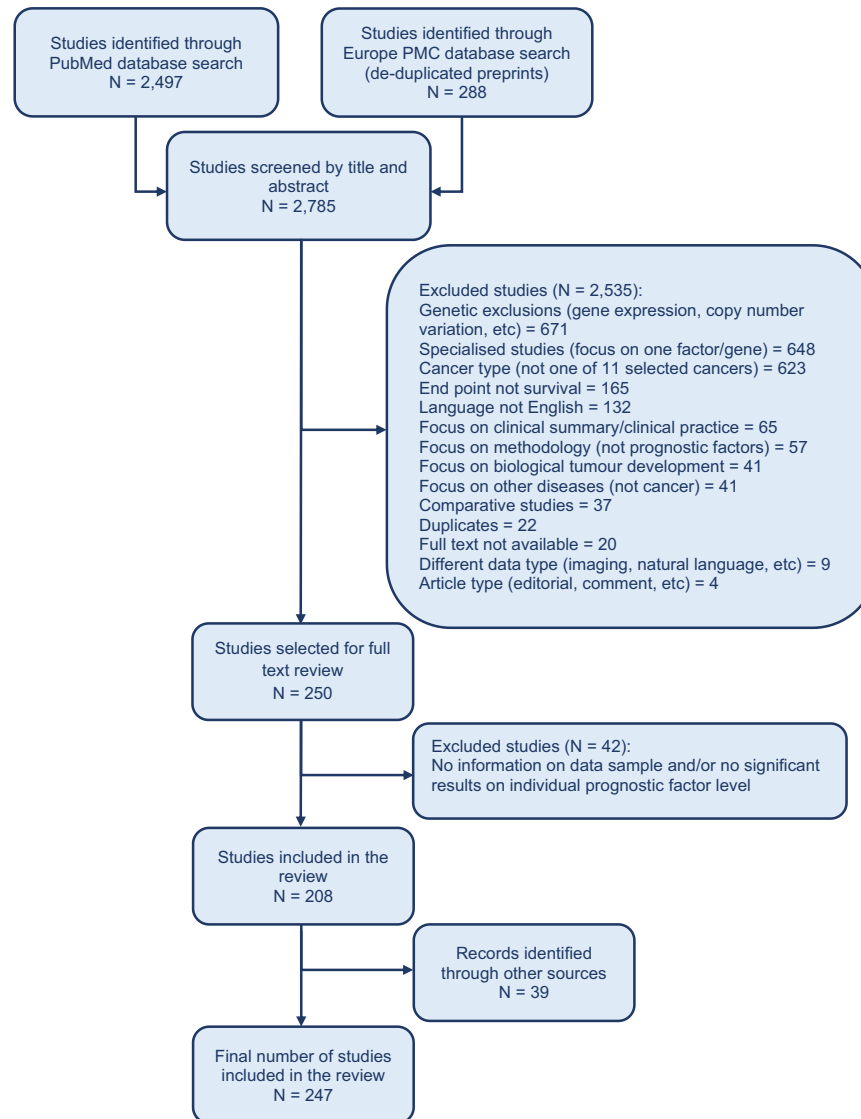 Studies identified through
PubMed database search
N = 2,497
Studies identified through
Europe PMC database search
(de-duplicated preprints)
N = 288
Studies screened by title and
abstract
N = 2,785
Excluded studies (N = 2,535):
Genetic exclusions (gene expression, copy number
variation, etc) = 671
Specialised studies (focus on one factor/gene) = 648
Cancer type (not one of 11 selected cancers) = 623
End point not survival = 165
Language not English = 132
Focus on clinical summary/clinical practice = 65
Focus on methodology (not prognostic factors) = 57
Focus on biological tumour development = 41
Focus on other diseases (not cancer) = 41
Comparative studies = 37
Duplicates = 22
Full text not available = 20
Different data type (imaging, natural language, etc) = 9
Article type (editorial, comment, etc) = 4
Studies selected for full
text review
N = 250
Excluded studies (N = 42):
No information on data sample and/or no significant
results on individual prognostic factor level
Studies included in the
review
N = 208
Records identified
through other sources
N = 39
Final number of studies
included in the review
N = 247